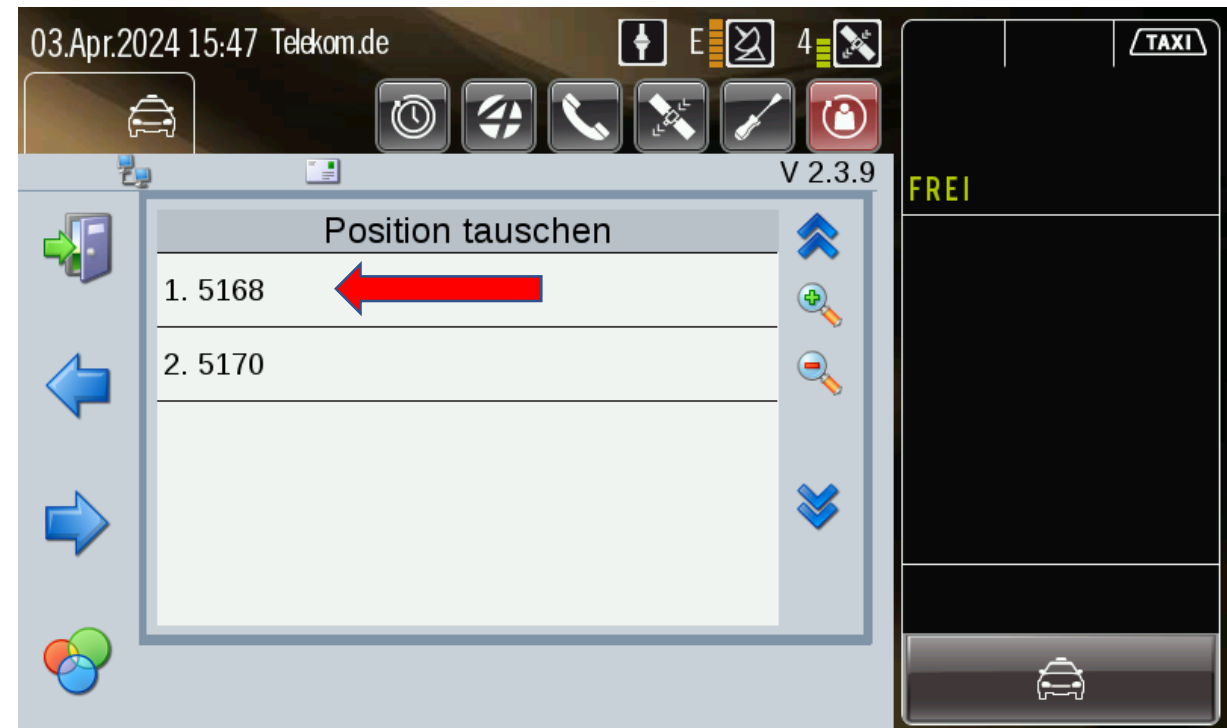 03.Apr.2024 15:47 Telekom.de E 4
TAXI
V 2.3.9
FREI
Position tauschen
1. 5168
2. 5170